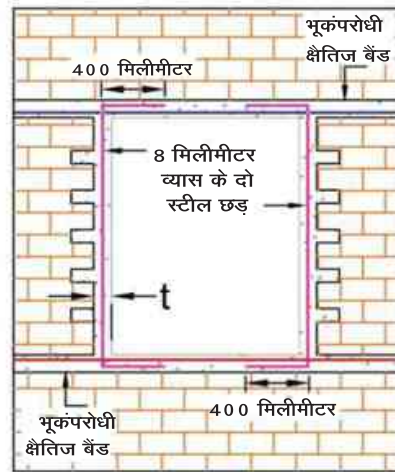 भूकंपरोधी
क्षैतिज बैंड
400 मिलीमीटर
8 मिलीमीटर
व्यास के दो
स्टील छड़
t
400 मिलीमीटर
भूकंपरोधी
क्षैतिज बैंड